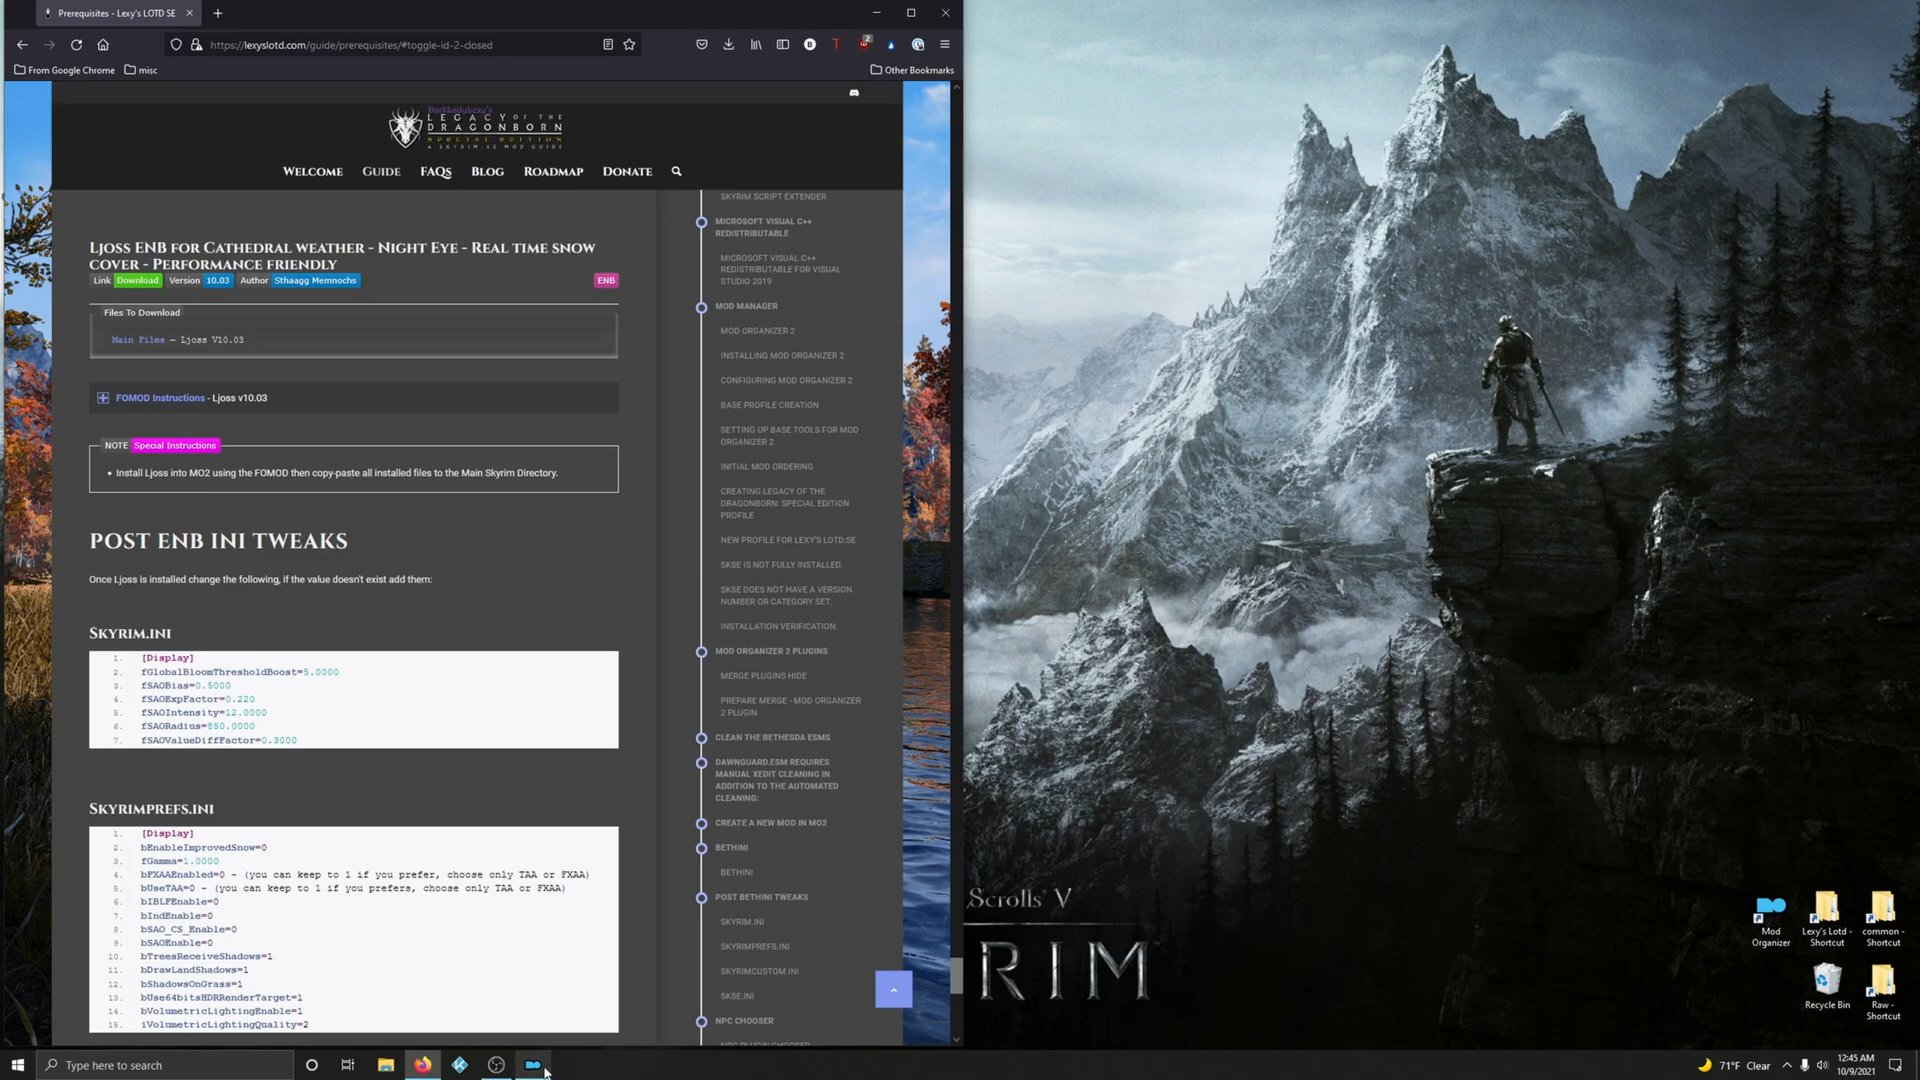 Prerequisites - Lexy's LOTD SE
https://lexyslotd.com/guide/prerequisites/#toggle-id-2-closed
2
From Google Chrome
misc
Other Bookmarks
DarkLadyLexy's
LEGACY OF THE
DRAGONBORN
SPECIAL EDITION
A SKYRIM:SE MOD GUIDE
WELCOME
GUIDE
FAQS
BLOG
ROADMAP
DONATE
LJOSS ENB FOR CATHEDRAL WEATHER - NIGHT EYE - REAL TIME SNOW
COVER - PERFORMANCE FRIENDLY
Link Download Version 10.03 Author Sthaagg Memnochs
ENB
Files To Download
Main Files — Ljoss V10.03
FOMOD Instructions - Ljoss v10.03
NOTE Special Instructions
• Install Ljoss into MO2 using the FOMOD then copy-paste all installed files to the Main Skyrim Directory.
POST ENB INI TWEAKS
Once Ljoss is installed change the following, if the value doesn't exist add them:
SKYRIM.INI
1. [Display]
2. fGlobalBloomThresholdBoost=5.0000
3. fSAOBias=0.5000
4. fSAOExpFactor=0.220
5. fSAOIntensity=12.0000
6. fSAORadius=850.0000
7. fSAOValueDiffFactor=0.3000
SKYRIMPREFS.INI
1. [Display]
2. bEnableImprovedSnow=0
3. fGamma=1.0000
4. bFXAAEnabled=0 - (you can keep to 1 if you prefer, choose only TAA or FXAA)
5. bUseTAA=0 - (you can keep to 1 if you prefers, choose only TAA or FXAA)
6. bIBLFEnable=0
7. bIndEnable=0
8. bSAO_CS_Enable=0
9. bSAOEnable=0
10. bTreesReceiveShadows=1
11. bDrawLandShadows=1
12. bShadowsOnGrass=1
13. bUse64bitsHDRRenderTarget=1
14. bVolumetricLightingEnable=1
15. iVolumetricLightingQuality=2
SKYRIM SCRIPT EXTENDER
MICROSOFT VISUAL C++
REDISTRIBUTABLE
MICROSOFT VISUAL C++
REDISTRIBUTABLE FOR VISUAL
STUDIO 2019
MOD MANAGER
MOD ORGANIZER 2
INSTALLING MOD ORGANIZER 2
CONFIGURING MOD ORGANIZER 2
BASE PROFILE CREATION
SETTING UP BASE TOOLS FOR MOD
ORGANIZER 2
INITIAL MOD ORDERING
CREATING LEGACY OF THE
DRAGONBORN: SPECIAL EDITION
PROFILE
NEW PROFILE FOR LEXY'S LOTD:SE
SKSE IS NOT FULLY INSTALLED.
SKSE DOES NOT HAVE A VERSION
NUMBER OR CATEGORY SET.
INSTALLATION VERIFICATION:
MOD ORGANIZER 2 PLUGINS
MERGE PLUGINS HIDE
PREPARE MERGE - MOD ORGANIZER
2 PLUGIN
CLEAN THE BETHESDA ESMS
DAWNGUARD.ESM REQUIRES
MANUAL XEDIT CLEANING IN
ADDITION TO THE AUTOMATED
CLEANING:
CREATE A NEW MOD IN MO2
BETHINI
BETHINI
POST BETHINI TWEAKS
SKYRIM.INI
SKYRIMPREFS.INI
SKYRIMCUSTOM.INI
SKSE.INI
NPC CHOOSER
NPC PLUGIN CHOOSER
Scrolls V
RIM
Mod
Organizer
Lexy's Lotd -
Shortcut
common -
Shortcut
Recycle Bin
Raw -
Shortcut
Type here to search
71°F Clear
12:45 AM
10/9/2021